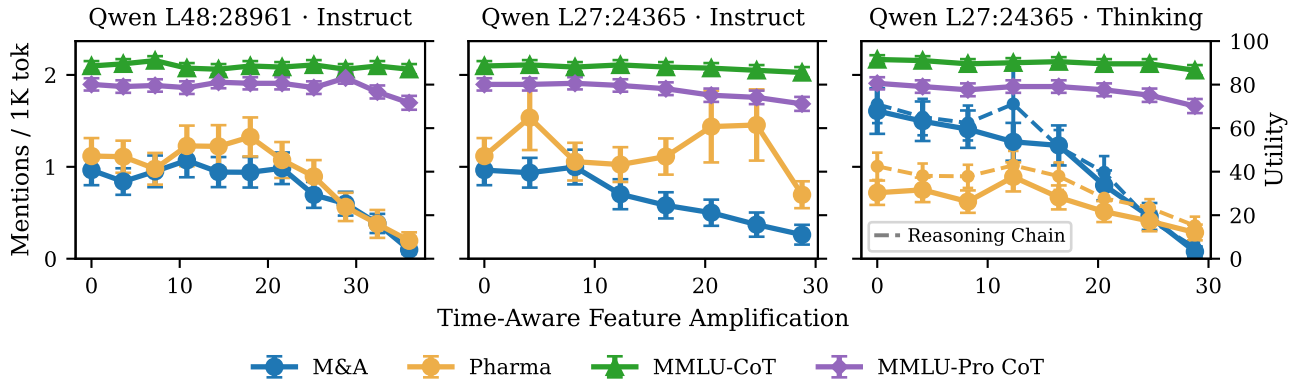 Qwen L48:28961 · Instruct
Qwen L27:24365 · Instruct
Qwen L27:24365 · Thinking
Mentions / 1K tok
2
1
0
0 10 20 30
0 10 20 30
0 10 20 30
100
80
60
40
20
0
Utility
Reasoning Chain
Time-Aware Feature Amplification
M&A Pharma MMLU-CoT MMLU-Pro CoT